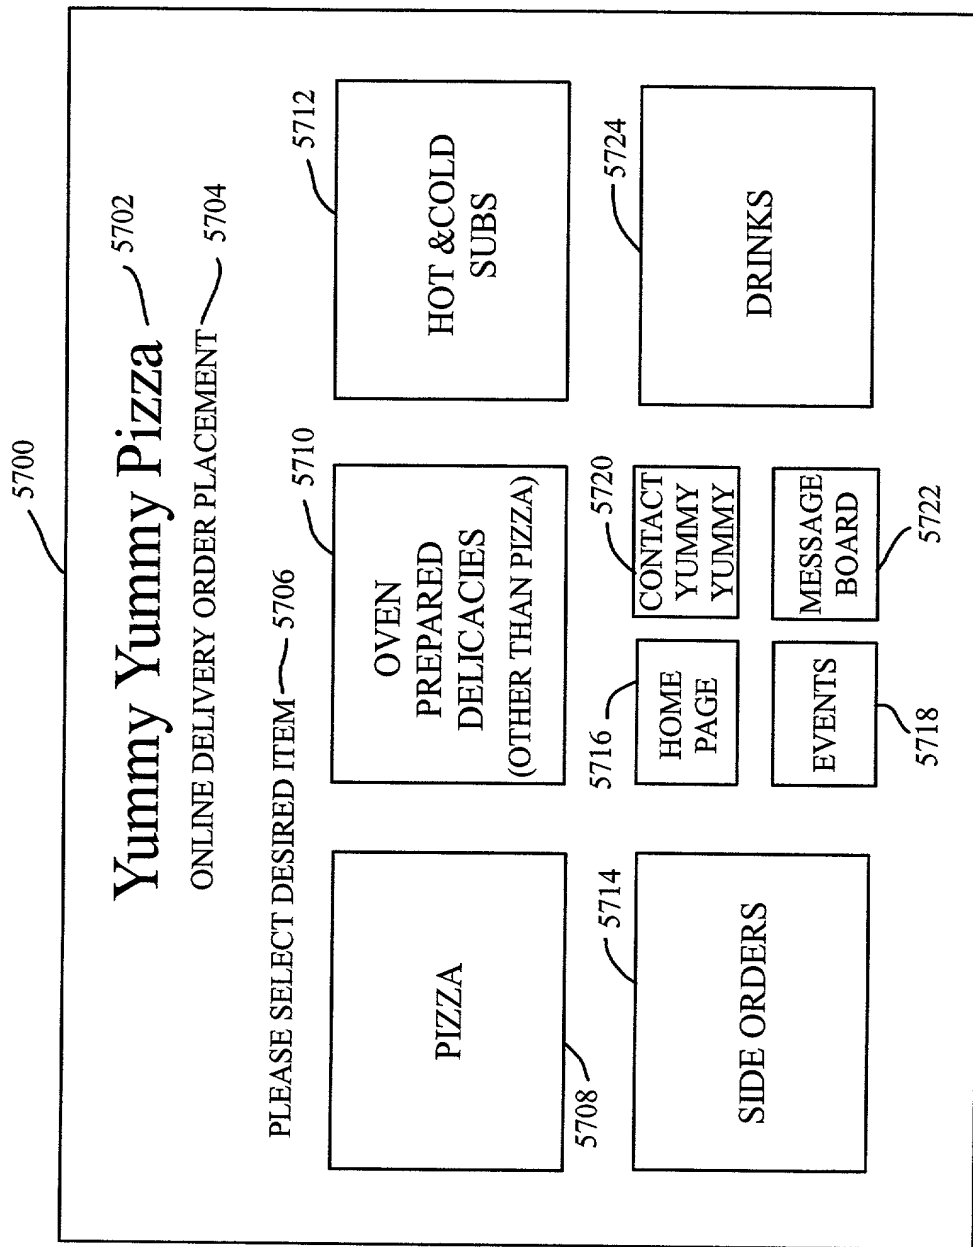 5700
Yummy Yummy Pizza
5702
ONLINE DELIVERY ORDER PLACEMENT
5704
PLEASE SELECT DESIRED ITEM
5706
PIZZA
5708
OVEN
PREPARED
DELICACIES
(OTHER THAN PIZZA)
5710
HOT &COLD
SUBS
5712
SIDE ORDERS
5714
HOME
PAGE
5716
CONTACT
YUMMY
YUMMY
5720
EVENTS
5718
MESSAGE
BOARD
5722
DRINKS
5724